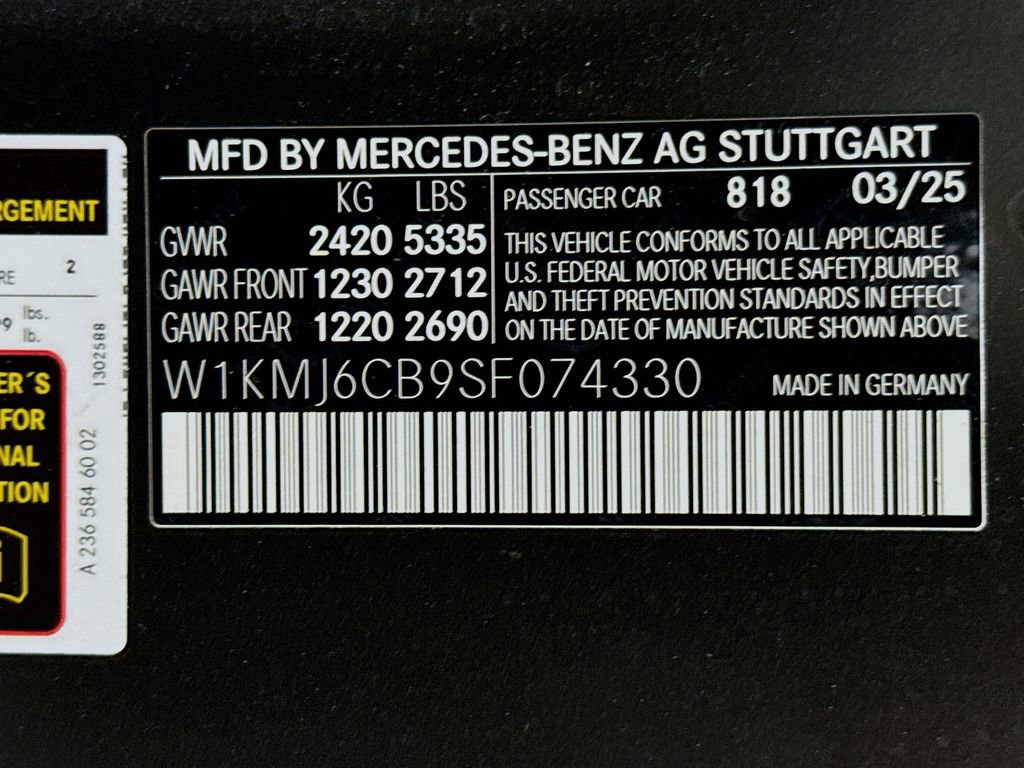 MFD BY MERCEDES-BENZ AG STUTTGART
KG LBS
GVWR 2420 5335
GAWR FRONT 1230 2712
GAWR REAR 1220 2690
PASSENGER CAR 818 03/25
THIS VEHICLE CONFORMS TO ALL APPLICABLE
U.S. FEDERAL MOTOR VEHICLE SAFETY,BUMPER
AND THEFT PREVENTION STANDARDS IN EFFECT
ON THE DATE OF MANUFACTURE SHOWN ABOVE
W1KMJ6CB9SF074330 MADE IN GERMANY
RGEMENT
RE 2
9 lbs.
lb.
ER´S
FOR
NAL
TION
i
1302588
A 236 584 60 02